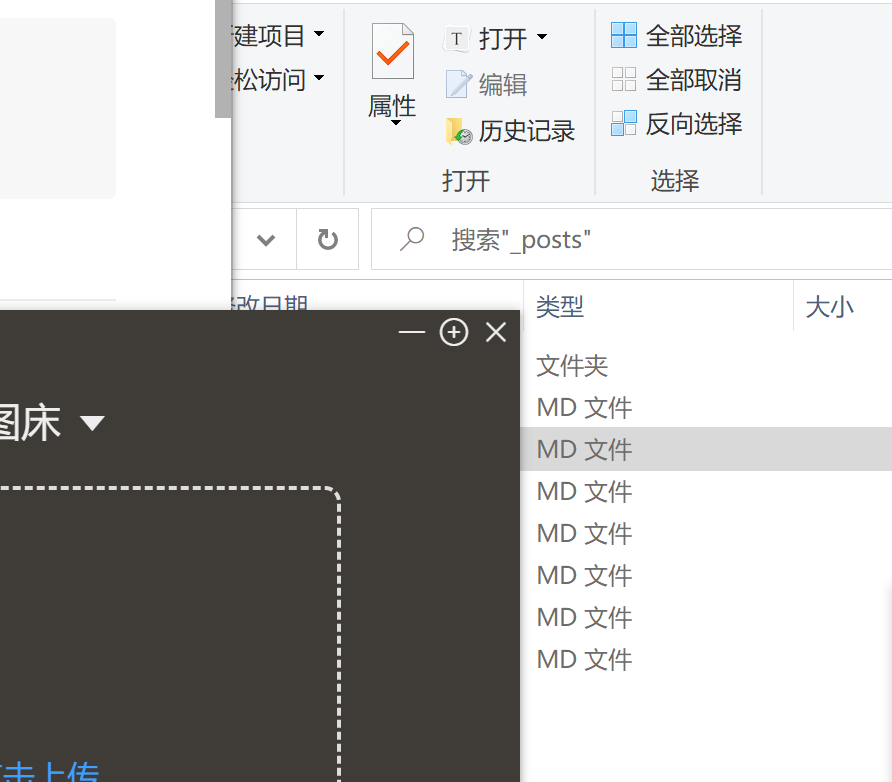 建项目
打开
全部选择
松访问
编辑
全部取消
属性
历史记录
反向选择
打开
选择
搜索"_posts"
改日期
类型
大小
文件夹
MD 文件
MD 文件
MD 文件
MD 文件
MD 文件
MD 文件
MD 文件
图床
击上传